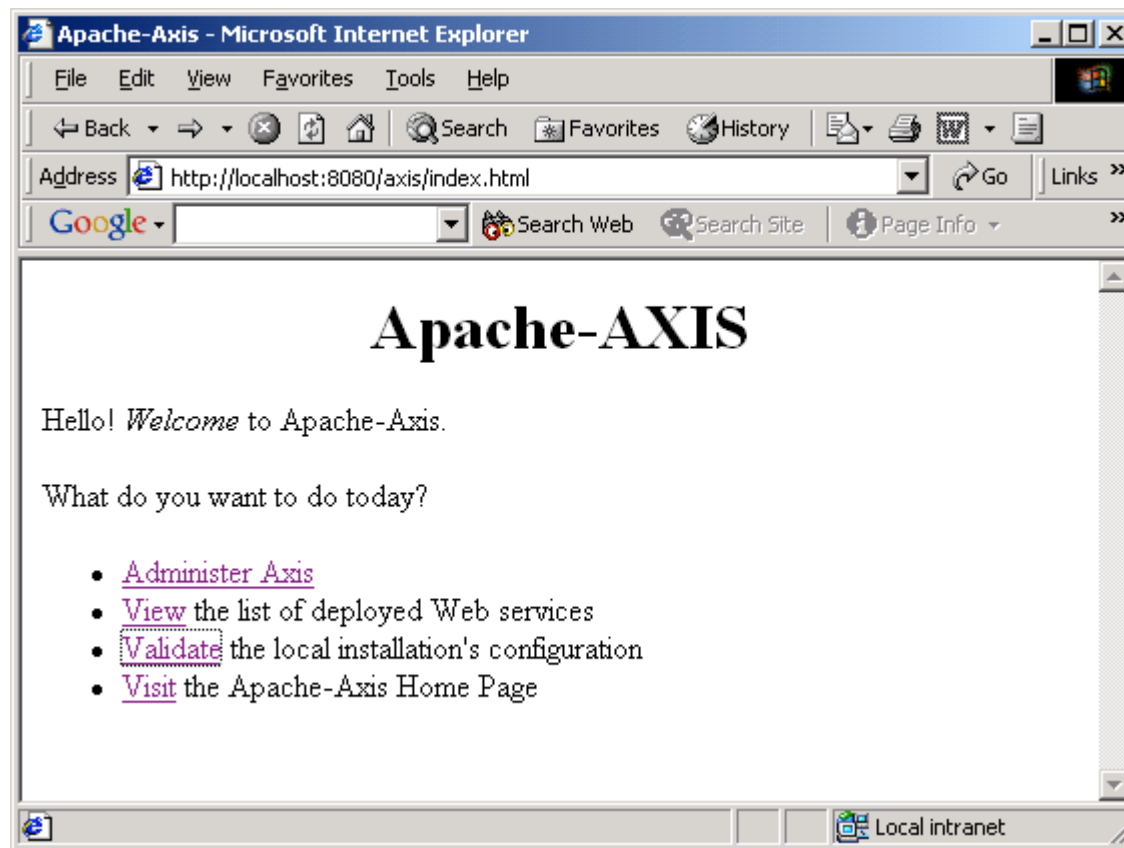 Apache-Axis - Microsoft Internet Explorer
File Edit View Favorites Tools Help
Back Search Favorites History
Address http://localhost:8080/axis/index.html Go Links »
Google Search Web Search Site Page Info »
Apache-AXIS
Hello! Welcome to Apache-Axis.
What do you want to do today?
• Administer Axis
• View the list of deployed Web services
• Validate the local installation's configuration
• Visit the Apache-Axis Home Page
Local intranet